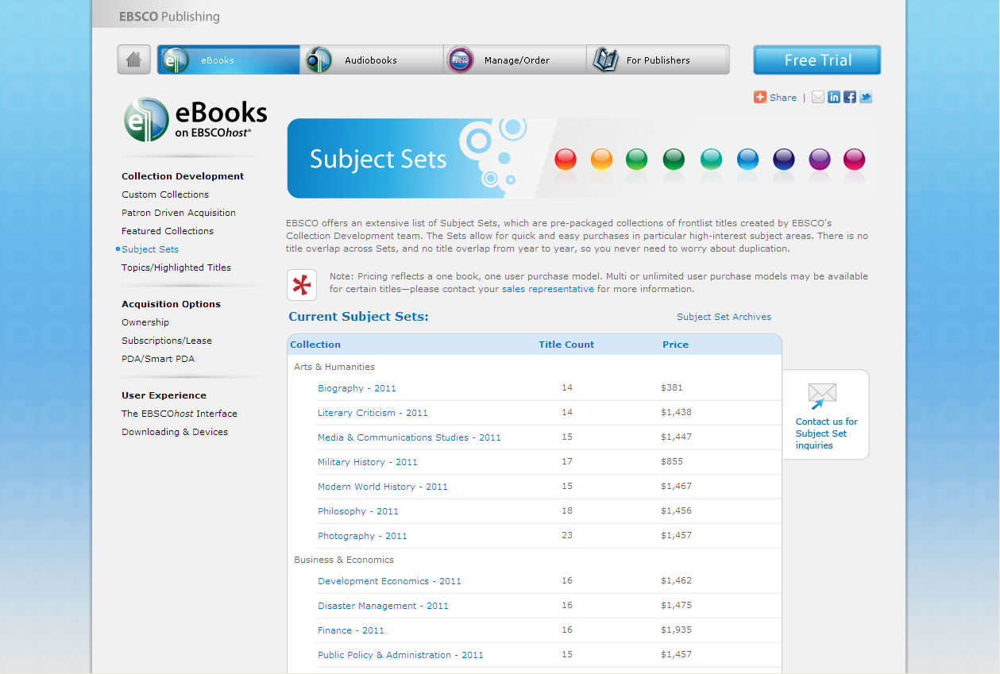 EBSCO Publishing
eBooks Audiobooks Manage/Order For Publishers Free Trial
Share |
eBooks
on EBSCOhost®
Collection Development
Custom Collections
Patron Driven Acquisition
Featured Collections
Subject Sets
Topics/Highlighted Titles
Acquisition Options
Ownership
Subscriptions/Lease
PDA/Smart PDA
User Experience
The EBSCOhost Interface
Downloading & Devices
Subject Sets
EBSCO offers an extensive list of Subject Sets, which are pre-packaged collections of frontlist titles created by EBSCO's
Collection Development team. The Sets allow for quick and easy purchases in particular high-interest subject areas. There is no
title overlap across Sets, and no title overlap from year to year, so you never need to worry about duplication.
Note: Pricing reflects a one book, one user purchase model. Multi or unlimited user purchase models may be available
for certain titles—please contact your sales representative for more information.
Current Subject Sets: Subject Set Archives
Collection Title Count Price
Arts & Humanities
Biography - 2011 14 $381
Literary Criticism - 2011 14 $1,438
Media & Communications Studies - 2011 15 $1,447
Military History - 2011 17 $855
Modern World History - 2011 15 $1,467
Philosophy - 2011 18 $1,456
Photography - 2011 23 $1,457
Business & Economics
Development Economics - 2011 16 $1,462
Disaster Management - 2011 16 $1,475
Finance - 2011 16 $1,935
Public Policy & Administration - 2011 15 $1,457
Contact us for
Subject Set
inquiries